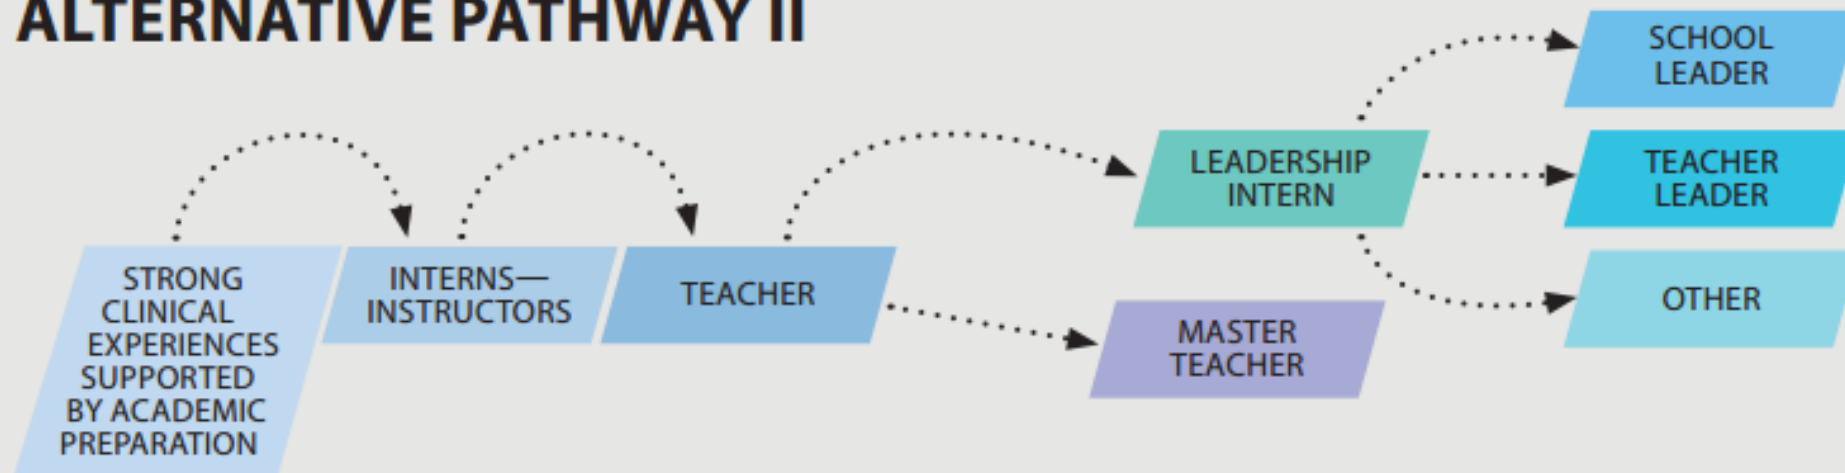 ALTERNATIVE PATHWAY II
STRONG
CLINICAL
EXPERIENCES
SUPPORTED
BY ACADEMIC
PREPARATION
INTERNS—
INSTRUCTORS
TEACHER
LEADERSHIP
INTERN
MASTER
TEACHER
SCHOOL
LEADER
TEACHER
LEADER
OTHER